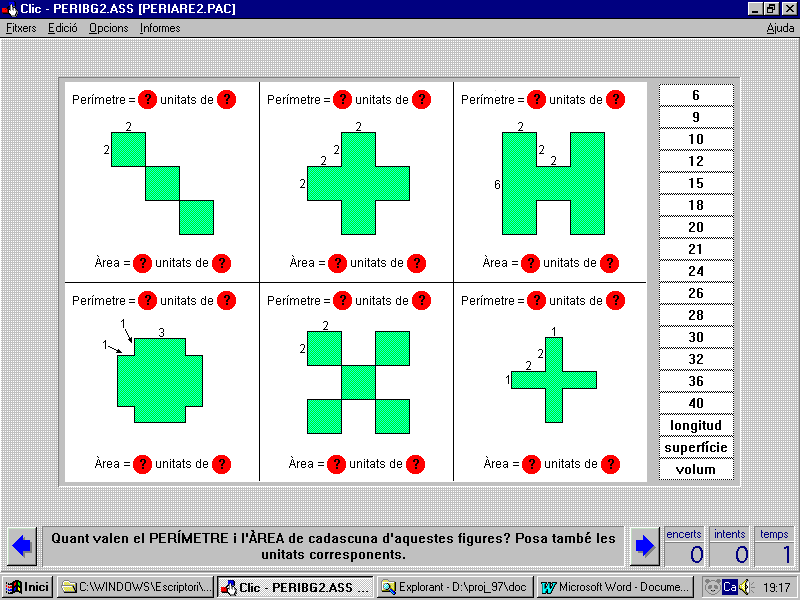 Clic - PERIBG2.ASS [PERIARE2.PAC]
Fitxers Edició Opcions Informes Ajuda
Perímetre = ? unitats de ?
2
2
Àrea = ? unitats de ?
Perímetre = ? unitats de ?
2
2
2
2
Àrea = ? unitats de ?
Perímetre = ? unitats de ?
2
2
2
6
Àrea = ? unitats de ?
Perímetre = ? unitats de ?
1
3
1
Àrea = ? unitats de ?
Perímetre = ? unitats de ?
2
2
Àrea = ? unitats de ?
Perímetre = ? unitats de ?
1
2
2
1
Àrea = ? unitats de ?
6
9
10
12
15
18
20
21
24
26
28
30
32
36
40
longitud
superfície
volum
Quant valen el PERÍMETRE i l'ÀREA de cadascuna d'aquestes figures? Posa també les
unitats corresponents.
encerts intents temps
0 0 1
Inici C:\WINDOWS\Escriptori\... Clic - PERIBG2.ASS ... Explorant - D:\proj_97\doc Microsoft Word - Docume... Ca 19:17